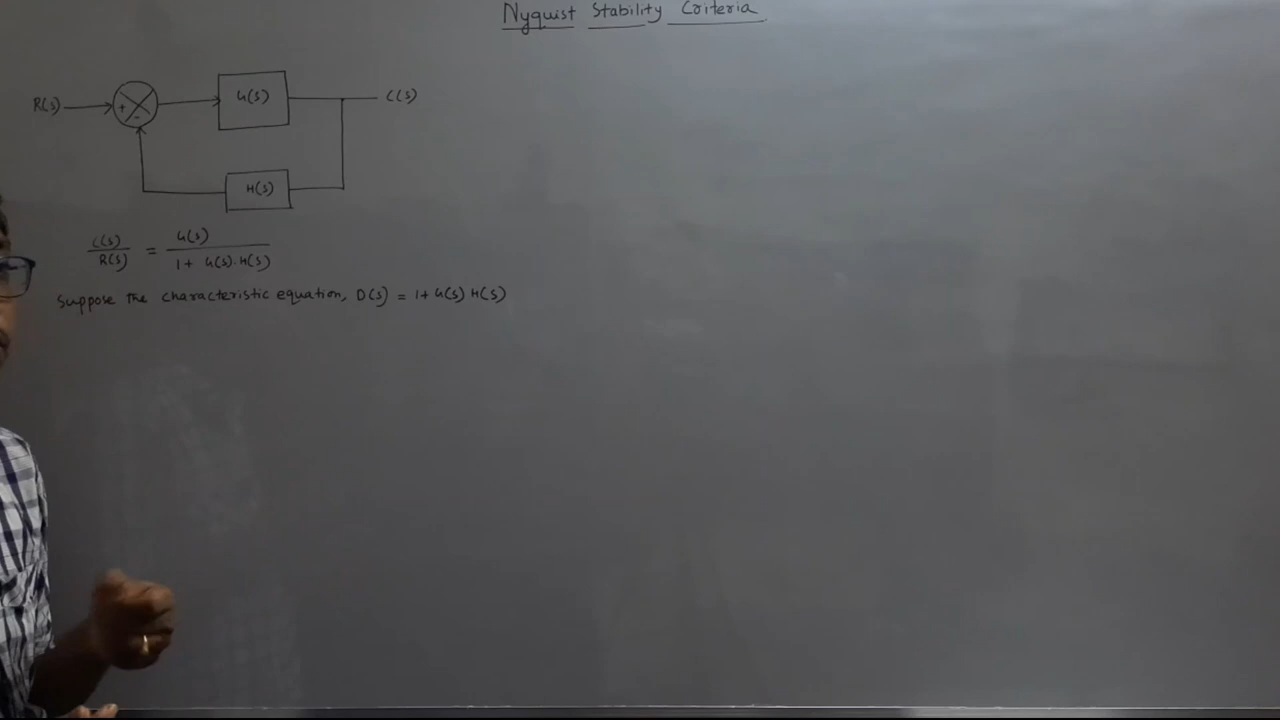 Nyquist Stability Criteria
R(s) + - G(s) C(s)
H(s)
C(s)/R(s) = G(s)/1+ G(s).H(s)
Suppose the characteristic equation, D(s) = 1+ G(s) H(s)